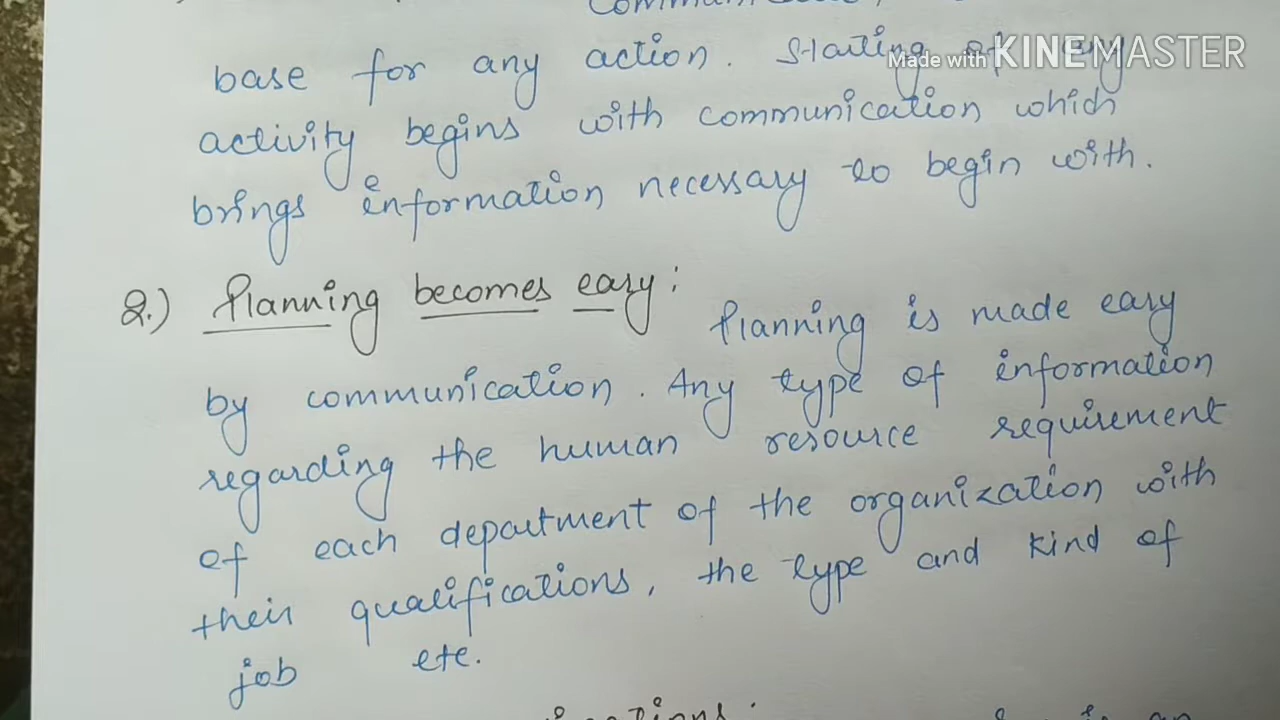 base for any action. Starting of any
Made with KINEMASTER
activity begins with communication which
brings information necessary to begin with.
2.) Planning becomes easy:
Planning is made easy
by communication. Any type of information
regarding the human resource requirement
of each department of the organization with
their qualifications, the type and kind of
job etc.